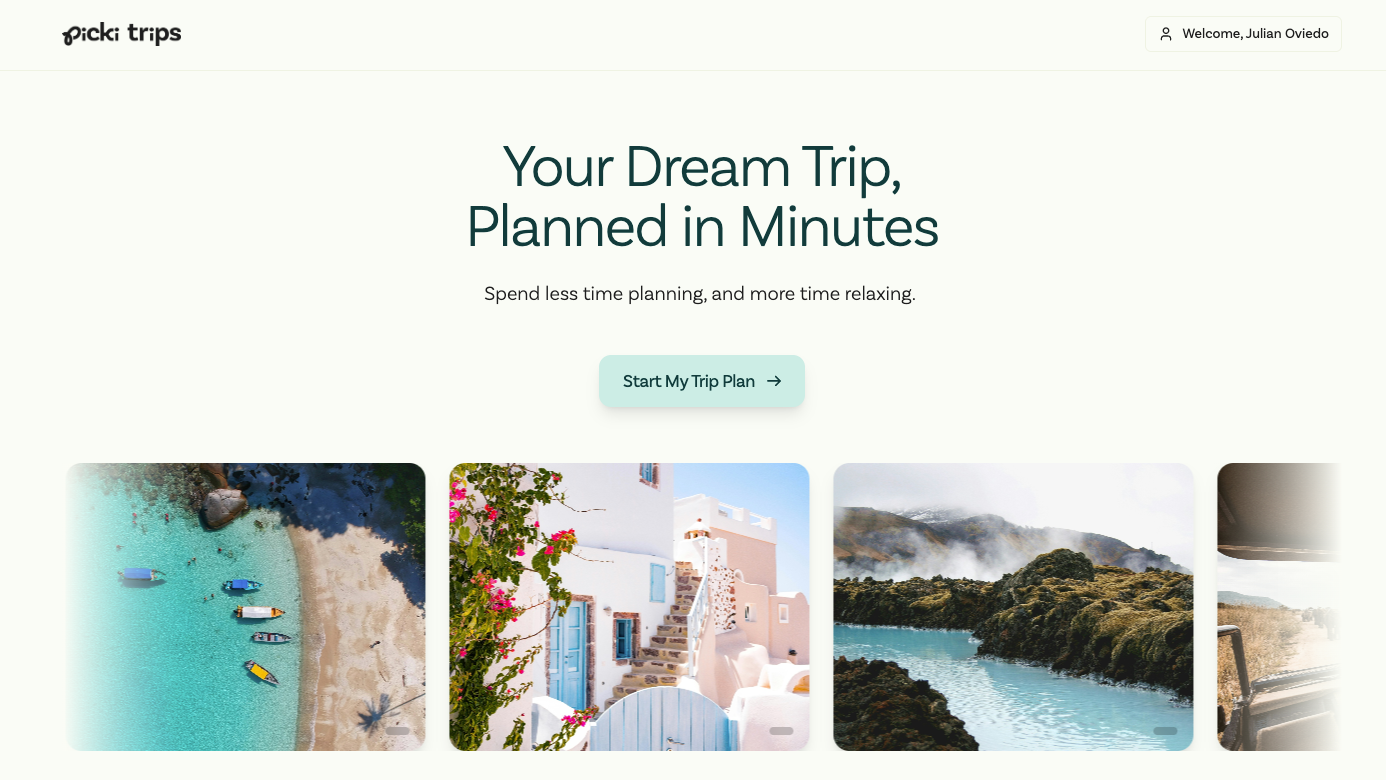 picki trips
Welcome, Julian Oviedo
Your Dream Trip,
Planned in Minutes
Spend less time planning, and more time relaxing.
Start My Trip Plan